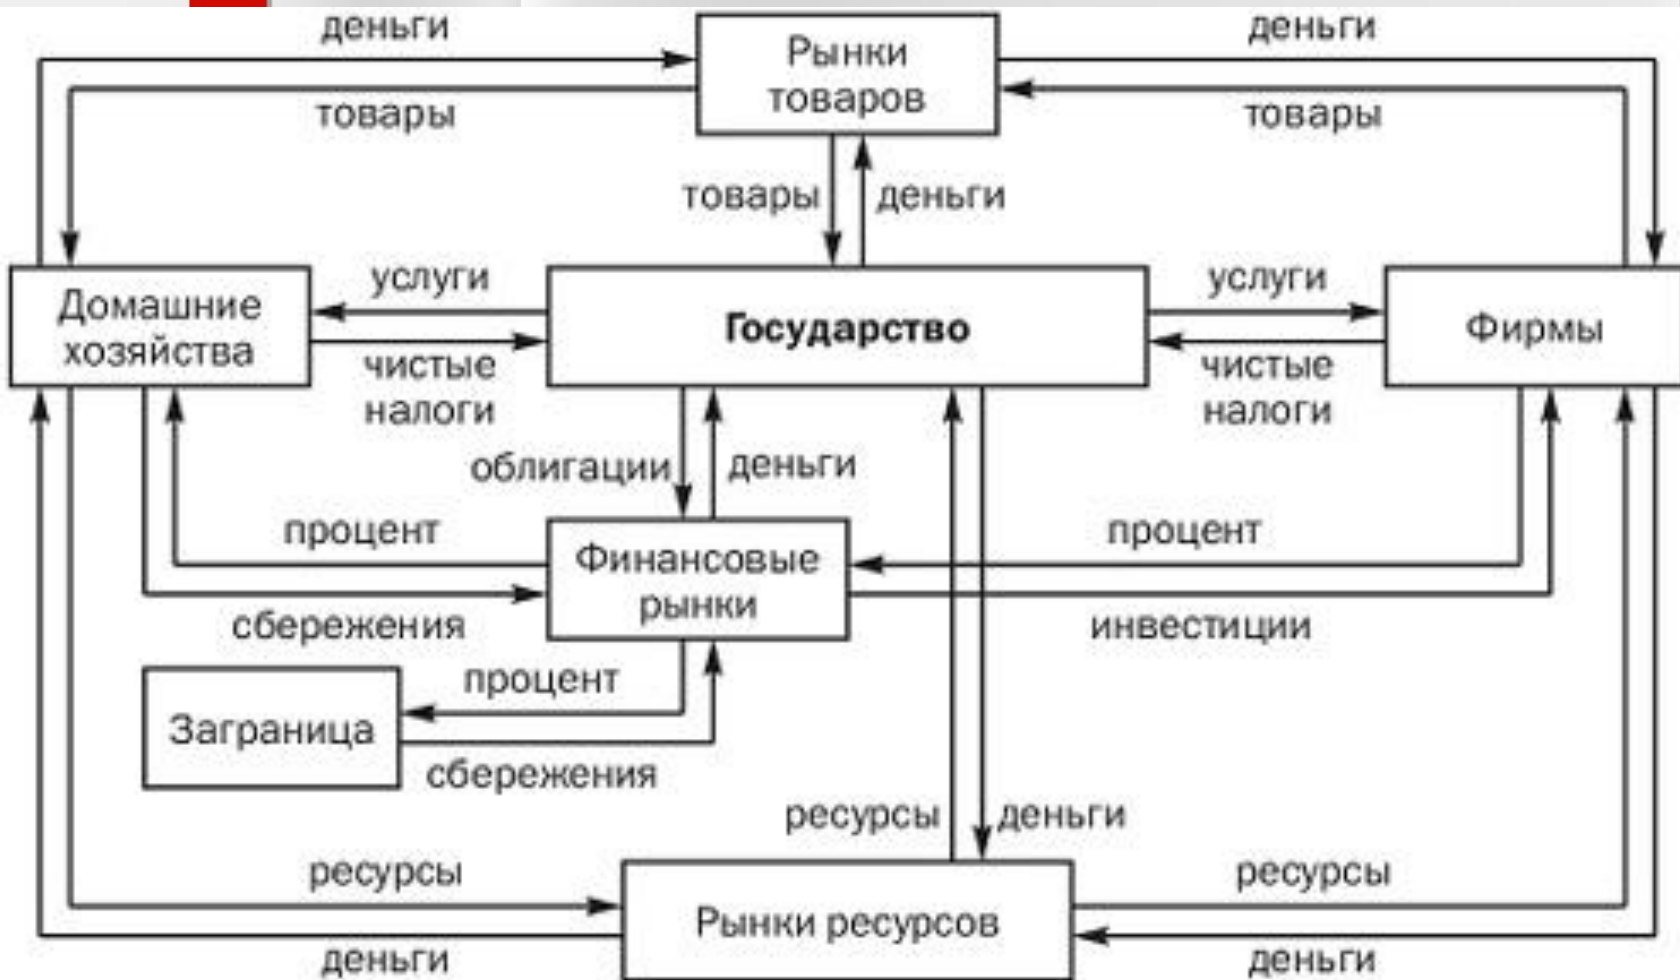 деньги
деньги
Рынки
товаров
товары
товары
товары
деньги
Домашние
хозяйства
услуги
Государство
услуги
Фирмы
чистые
налоги
чистые
налоги
облигации
деньги
процент
Финансовые
рынки
процент
сбережения
инвестиции
процент
Заграница
сбережения
ресурсы
деньги
ресурсы
Рынки ресурсов
ресурсы
деньги
деньги